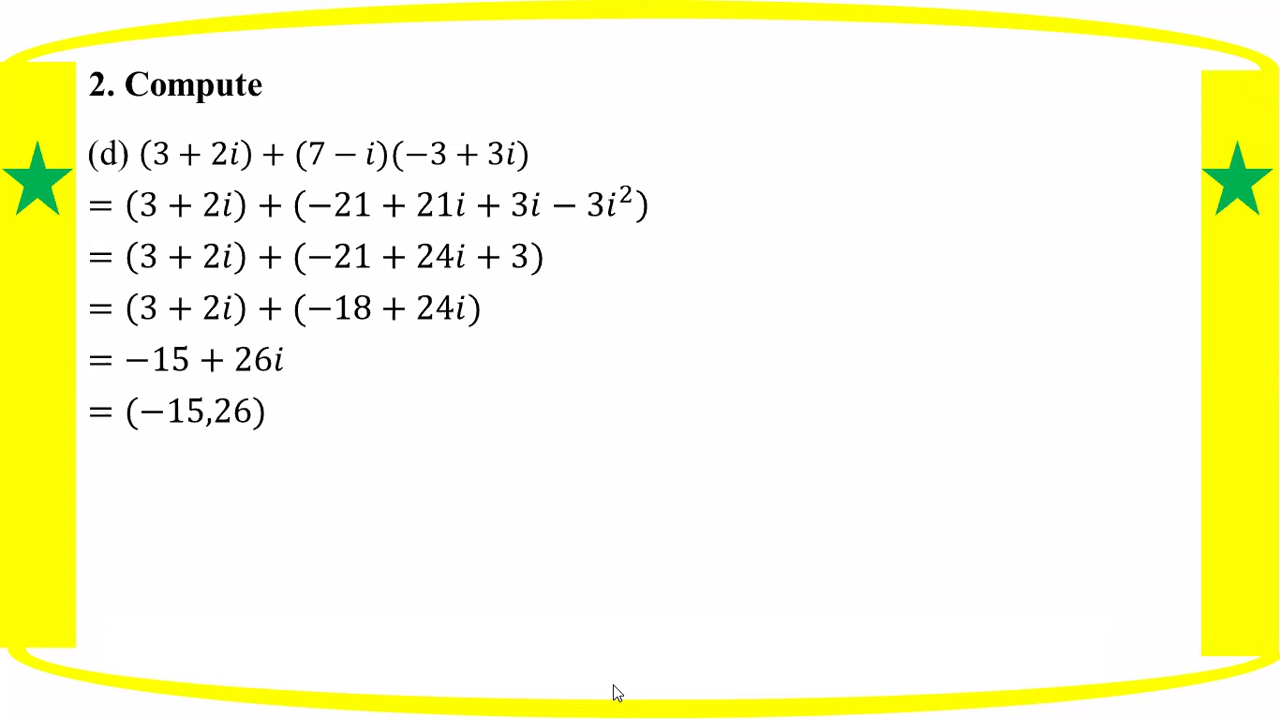 2. Compute
(d) (3 + 2𝑖) + (7 − 𝑖)(−3 + 3𝑖)
= (3 + 2𝑖) + (−21 + 21𝑖 + 3𝑖 − 3𝑖²)
= (3 + 2𝑖) + (−21 + 24𝑖 + 3)
= (3 + 2𝑖) + (−18 + 24𝑖)
= −15 + 26𝑖
= (−15,26)